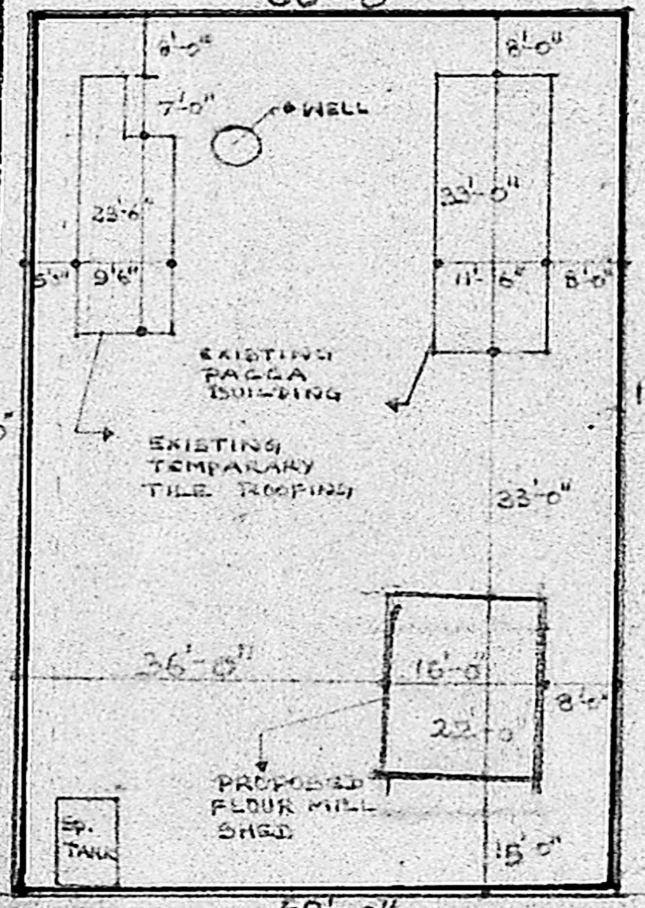 8'-0"
8'-0"
7'-0"
WELL
23'-6"
33'-0"
5'-0"
9'6"
11'-6"
8'-0"
EXISTING
PACCA
BUILDING
EXISTING
TEMPARARY
TILE ROOFING
33'-0"
36'-0"
16'-0"
8'-0"
22'-0"
PROPOSED
FLOUR MILL
SHED
SP.
TANK
15'-0"
60'-0"